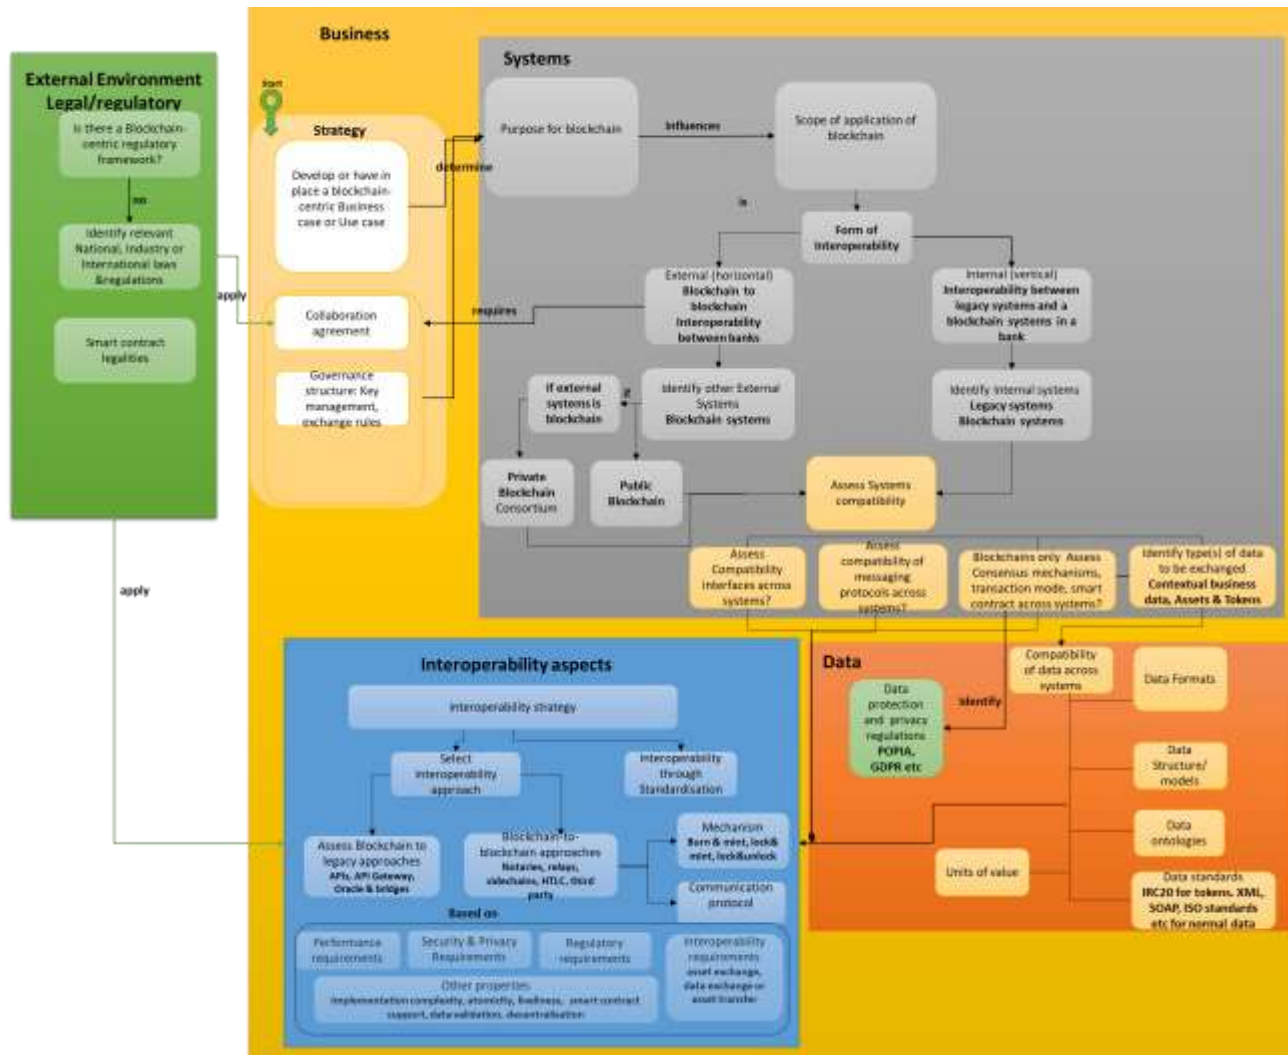 Business
External Environment
Legal/regulatory
Is there a Blockchain-
centric regulatory
framework?
no
Identify relevant
National, Industry or
International laws
&regulations
Smart contract
legalities
apply
apply
Start
Strategy
Develop or have in
place a blockchain-
centric Business
case or Use case
Collaboration
agreement
Governance
structure: Key
management,
exchange rules
determine
requires
Systems
Purpose for blockchain
Influences
Scope of application of
blockchain
is
Form of
Interoperability
External (horizontal)
Blockchain to
blockchain
Interoperability
between banks
Internal (vertical)
Interoperability between
legacy systems and a
blockchain systems in a
bank
If external
systems is
blockchain
Identify other External
Systems
Blockchain systems
Identify Internal systems
Legacy systems
Blockchain systems
Private
Blockchain
Consortium
Public
Blockchain
Assess Systems
compatibility
Assess
Compatibility
interfaces across
systems?
Assess
compatibility of
messaging
protocols across
systems?
Blockchains only Assess
Consensus mechanisms,
transaction mode, smart
contract across systems?
Identify type(s) of data
to be exchanged
Contextual business
data, Assets & Tokens
Interoperability aspects
Interoperability strategy
Select
interoperability
approach
Interoperability
through
Standardisation
Assess Blockchain to
legacy approaches
APIs, API Gateway,
Oracle & bridges
Blockchain-to-
blockchain approaches
Notaries, relays,
sidechains, HTLC, third
party
Mechanism
Burn & mint, lock&
mint, lock&unlock
Communication
protocol
Based on
Performance
requirements
Security & Privacy
Requirements
Regulatory
requirements
Interoperability
requirements
asset exchange,
data exchange or
asset transfer
Other properties
Implementation complexity, atomicity, liveliness, smart contract
support, data validation, decentralisation
Data
Data
protection
and privacy
regulations
POPIA,
GDPR etc
Identify
Compatibility
of data across
systems
Data Formats
Data
Structure/
models
Data
ontologies
Units of value
Data standards
IRC20 for tokens. XML,
SOAP, ISO standards
etc for normal data